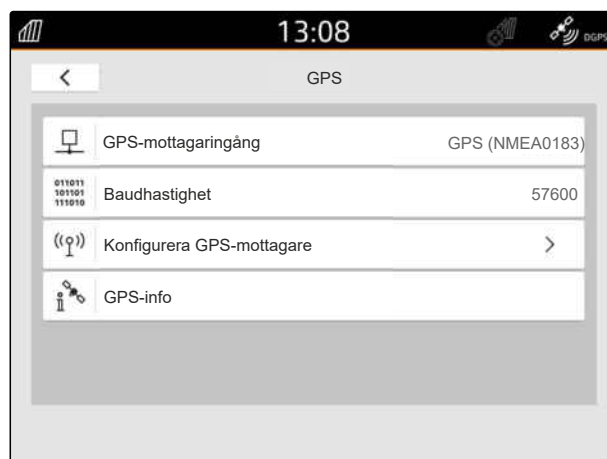 13:08
DGPS
GPS
GPS-mottagaringång GPS (NMEA0183)
011011
101101
111010
Baudhastighet 57600
Konfigurera GPS-mottagare
GPS-info